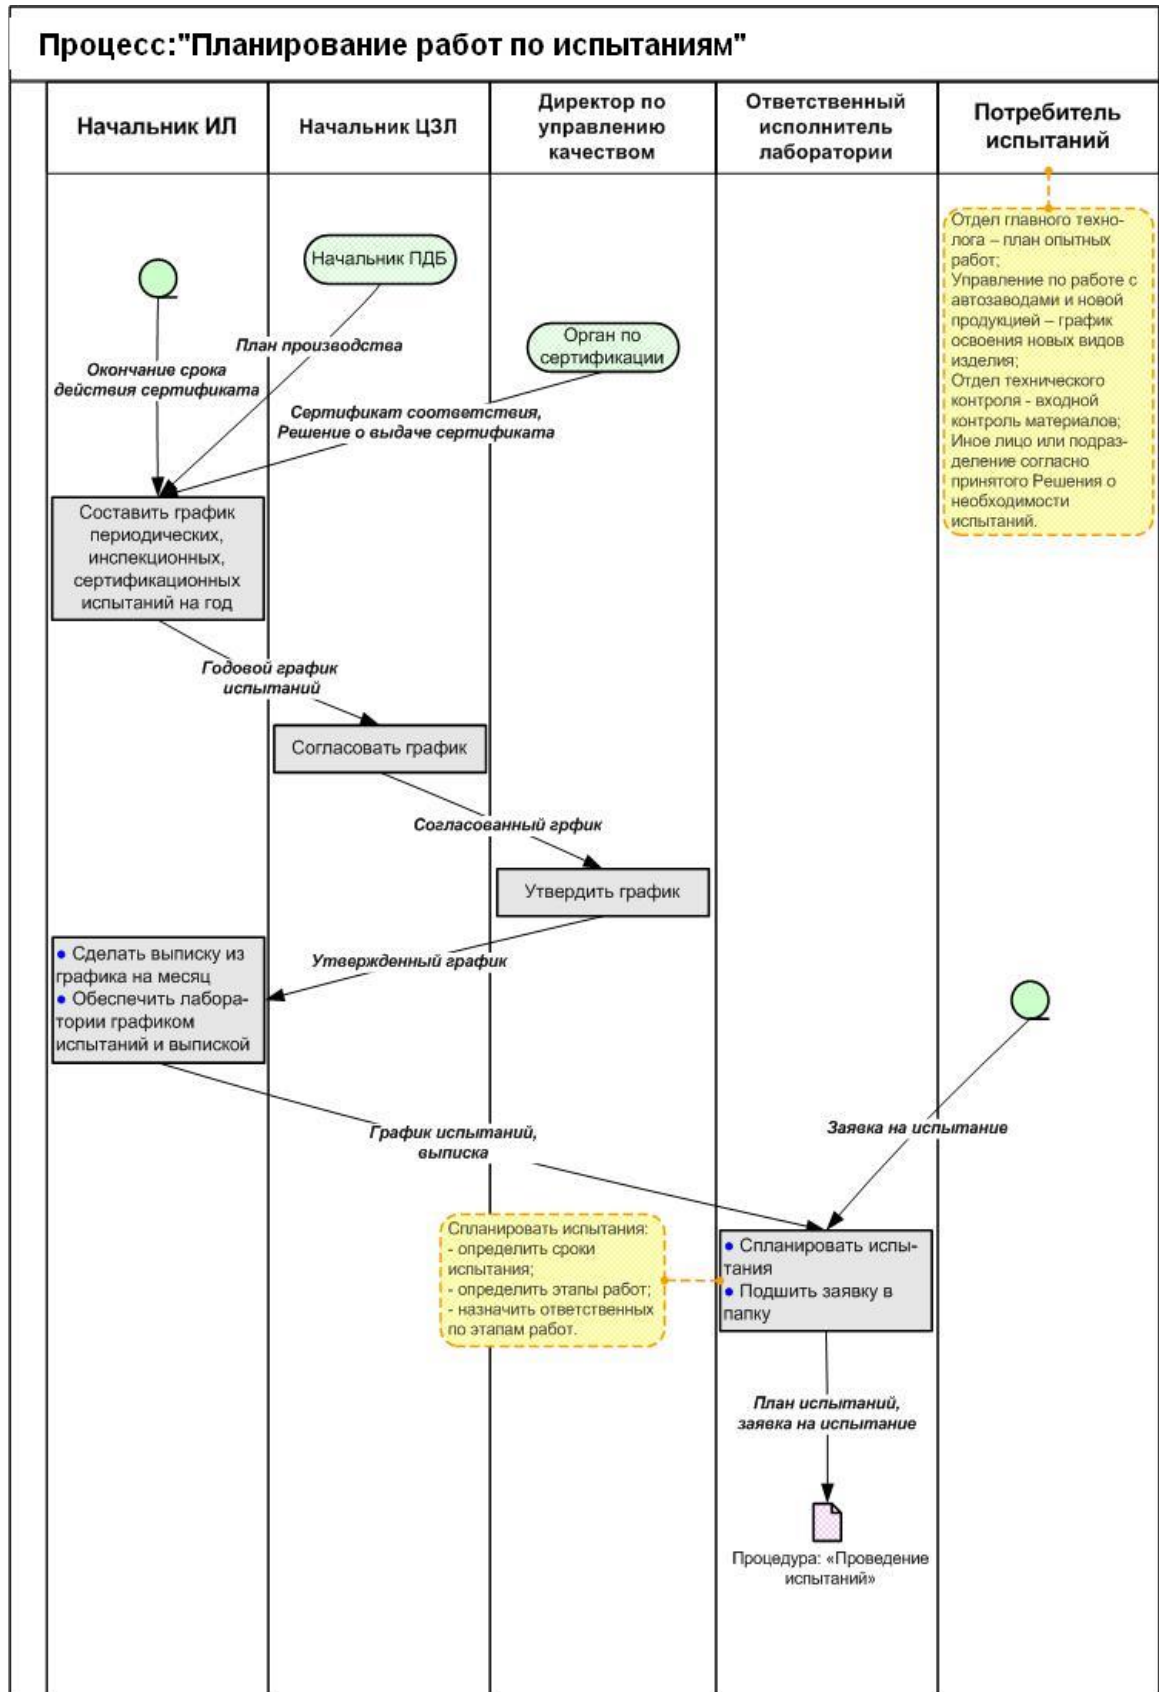 Процесс:"Планирование работ по испытаниям"
Начальник ИЛ
Начальник ЦЗЛ
Директор по
управлению
качеством
Ответственный
исполнитель
лаборатории
Потребитель
испытаний
Отдел главного техно-
лога – план опытных
работ;
Управление по работе с
автозаводами и новой
продукцией – график
освоения новых видов
изделия;
Отдел технического
контроля - входной
контроль материалов;
Иное лицо или подраз-
деление согласно
принятого Решения о
необходимости
испытаний.
Начальник ПДБ
Орган по
сертификации
План производства
Окончание срока
действия сертификата
Сертификат соответствия,
Решение о выдаче сертификата
Составить график
периодических,
инспекционных,
сертификационных
испытаний на год
Годовой график
испытаний
Согласовать график
Согласованный грфик
Утвердить график
Утвержденный график
● Сделать выписку из
графика на месяц
● Обеспечить лабора-
тории графиком
испытаний и выпиской
График испытаний,
выписка
Заявка на испытание
Спланировать испытания:
- определить сроки
испытания;
- определить этапы работ;
- назначить ответственных
по этапам работ.
● Спланировать испы-
тания
● Подшить заявку в
папку
План испытаний,
заявка на испытание
Процедура: «Проведение
испытаний»